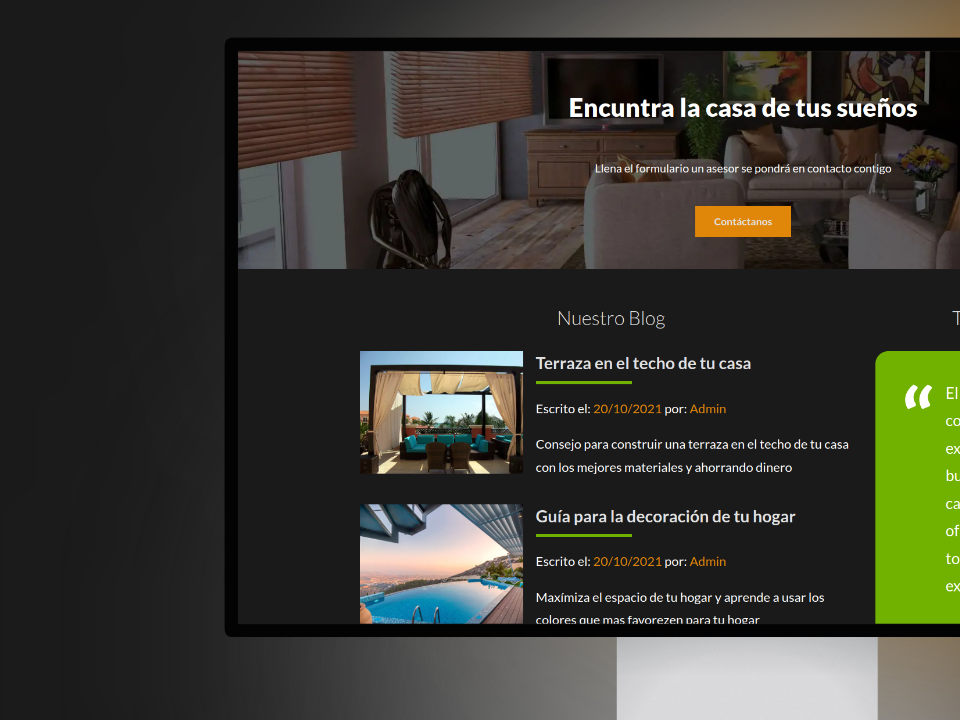 Encuntra la casa de tus sueños
Llena el formulario un asesor se pondrá en contacto contigo
Contáctanos
Nuestro Blog
Terraza en el techo de tu casa
Escrito el: 20/10/2021 por: Admin
Consejo para construir una terraza en el techo de tu casa
con los mejores materiales y ahorrando dinero
Guía para la decoración de tu hogar
Escrito el: 20/10/2021 por: Admin
Maxímiza el espacio de tu hogar y aprende a usar los
colores que mas favorezen para tu hogar
T
“ El
co
ex
bu
ca
of
to
ex